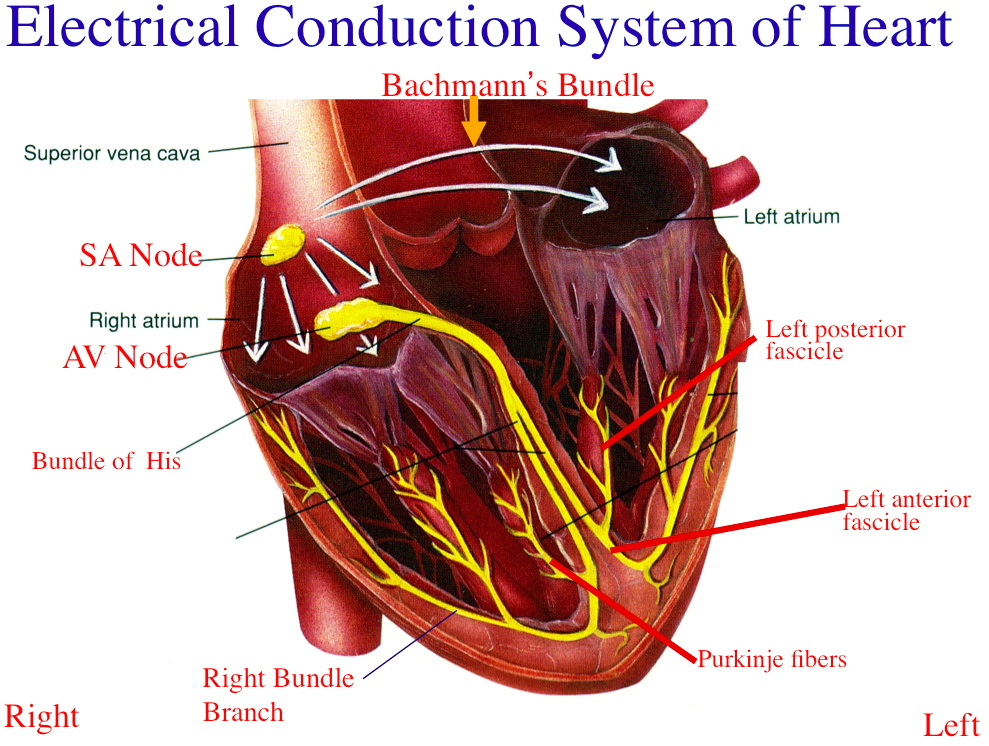 Electrical Conduction System of Heart
Bachmann’s Bundle
Superior vena cava
Left atrium
SA Node
Right atrium
AV Node
Left posterior
fascicle
Bundle of His
Left anterior
fascicle
Purkinje fibers
Right Bundle
Branch
Right
Left